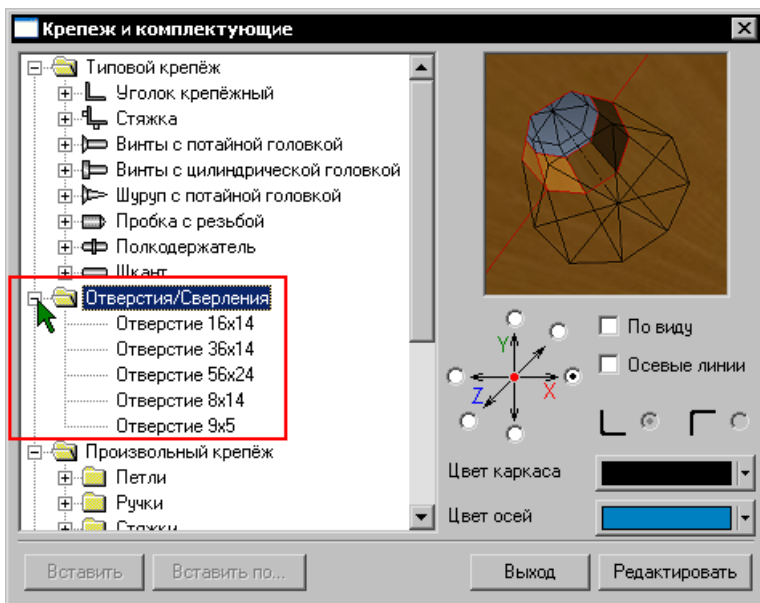 Крепеж и комплектующие
Типовой крепёж
Уголок крепёжный
Стяжка
Винты с потайной головкой
Винты с цилиндрической головкой
Шуруп с потайной головкой
Пробка с резьбой
Полкодержатель
Шкант
Отверстия/Сверления
Отверстие 16x14
Отверстие 36x14
Отверстие 56x24
Отверстие 8x14
Отверстие 9x5
Произвольный крепёж
Петли
Ручки
Стяжки
Y
X
Z
По виду
Осевые линии
Цвет каркаса
Цвет осей
Вставить
Вставить по...
Выход
Редактировать